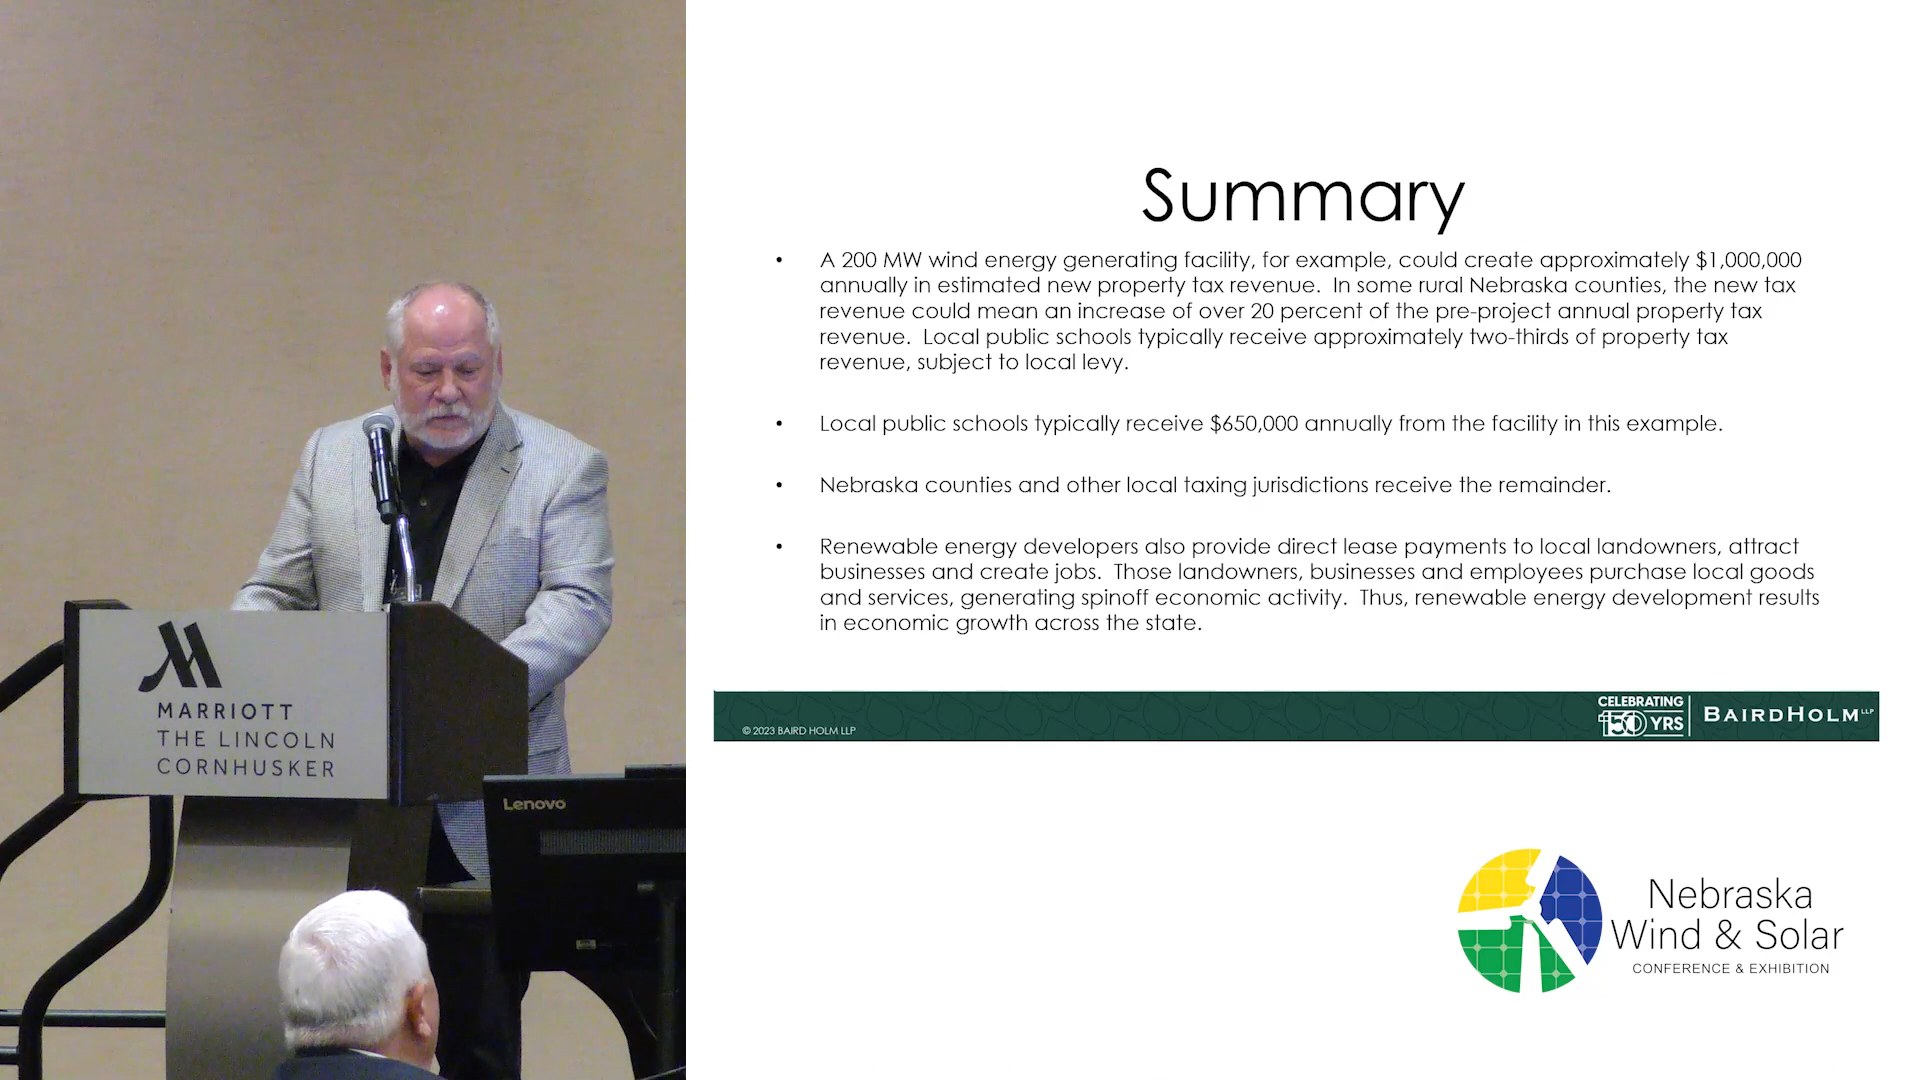 MARRIOTT
THE LINCOLN
CORNHUSKER
Lenovo
Summary
• A 200 MW wind energy generating facility, for example, could create approximately $1,000,000
annually in estimated new property tax revenue. In some rural Nebraska counties, the new tax
revenue could mean an increase of over 20 percent of the pre-project annual property tax
revenue. Local public schools typically receive approximately two-thirds of property tax
revenue, subject to local levy.
• Local public schools typically receive $650,000 annually from the facility in this example.
• Nebraska counties and other local taxing jurisdictions receive the remainder.
• Renewable energy developers also provide direct lease payments to local landowners, attract
businesses and create jobs. Those landowners, businesses and employees purchase local goods
and services, generating spinoff economic activity. Thus, renewable energy development results
in economic growth across the state.
© 2023 BAIRD HOLM LLP
CELEBRATING
150 YRS
BAIRDHOLM LLP
Nebraska
Wind & Solar
CONFERENCE & EXHIBITION